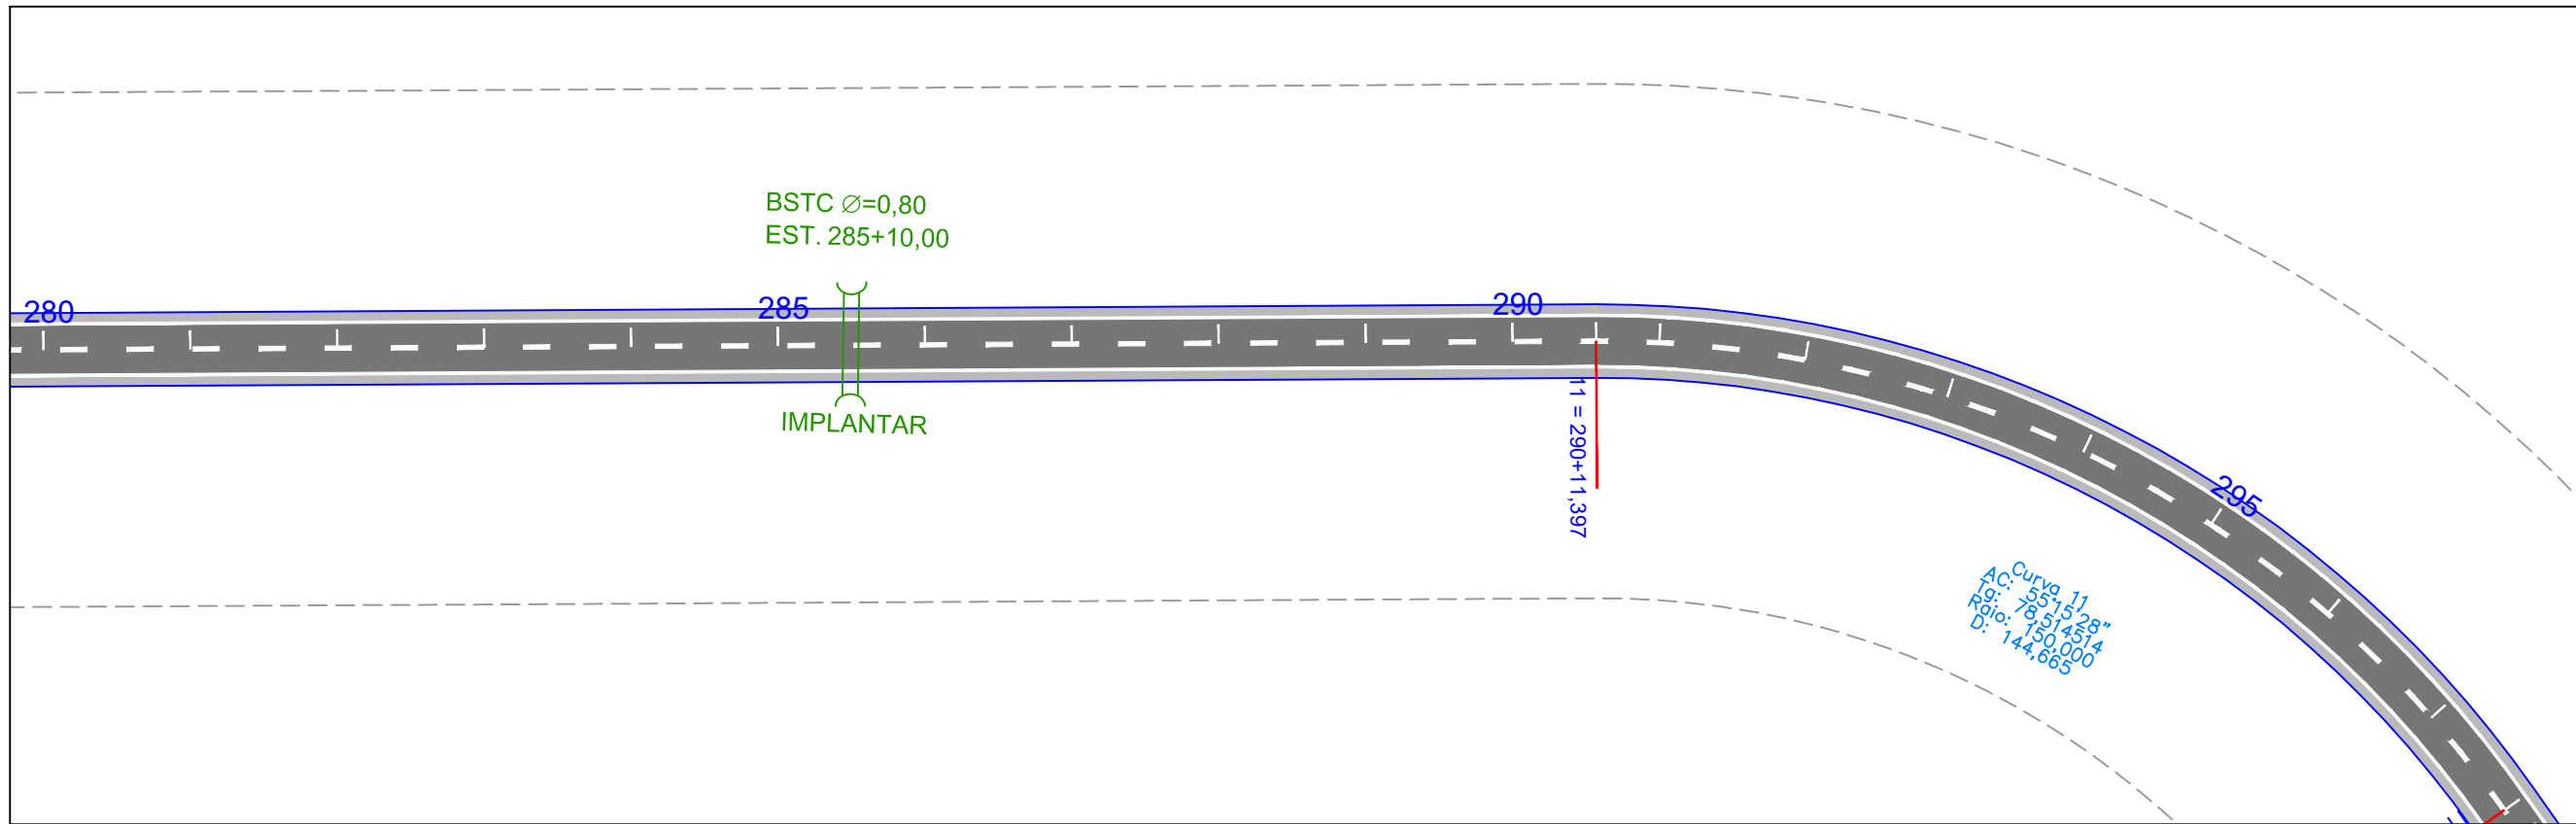 BSTC ∅=0,80
EST. 285+10,00
280
285
290
IMPLANTAR
11 = 290+11,397
295
Curva 11
AC: 55°15'28"
Tg: 78,514514
Raio: 150,000
D: 144,665